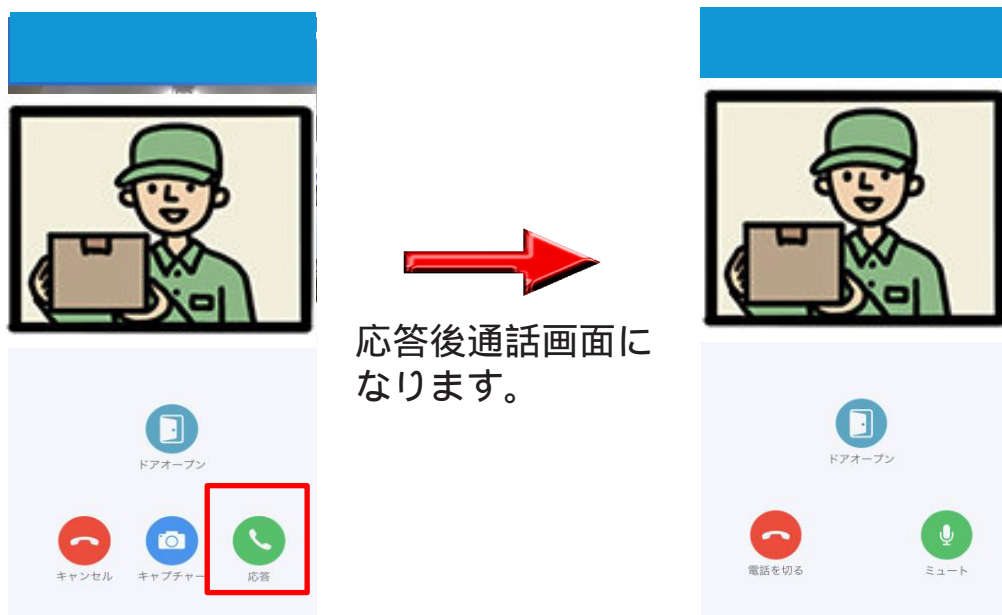 ドアオープン
キャンセル
キャプチャー
応答
応答後通話画面に
なります。
ドアオープン
電話を切る
ミュート